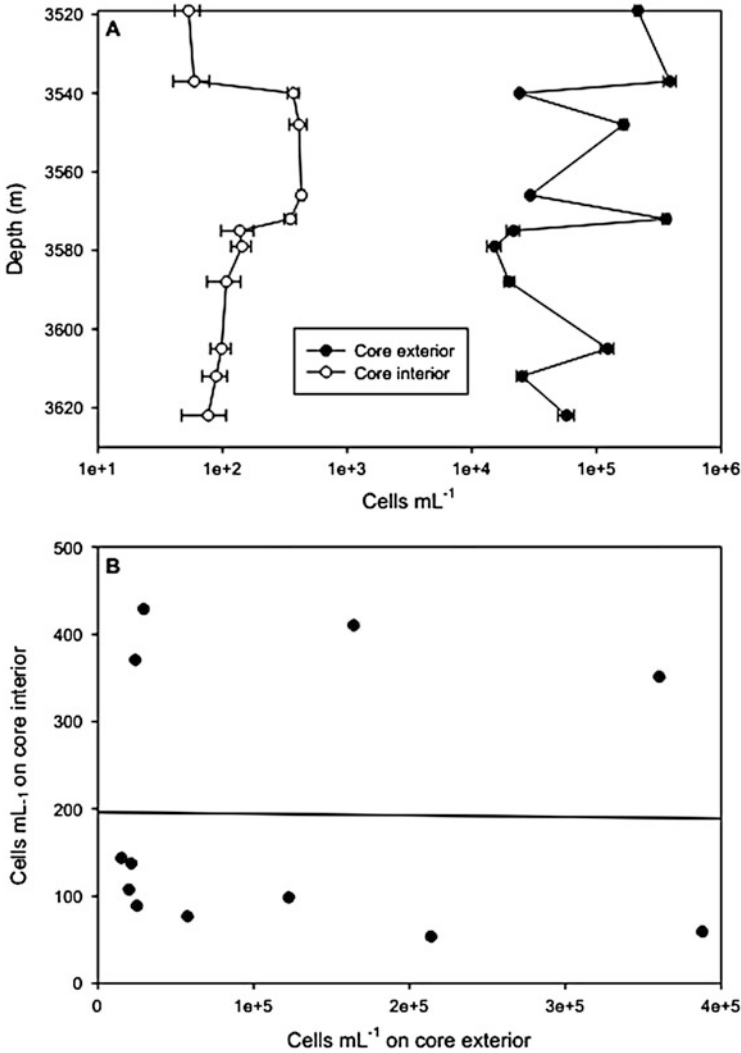 A
3520
3540
3560
3580
3600
3620
Depth (m)
Core exterior
Core interior
1e+1 1e+2 1e+3 1e+4 1e+5 1e+6
Cells mL⁻¹
B
500
400
300
200
100
0
Cells mL₋₁ on core interior
0 1e+5 2e+5 3e+5 4e+5
Cells mL⁻¹ on core exterior